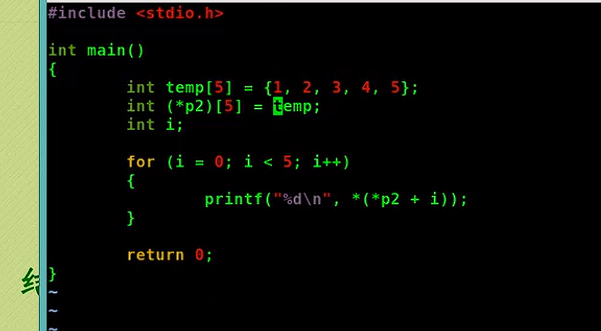 #include <stdio.h>
int main()
{
int temp[5] = {1, 2, 3, 4, 5};
int (*p2)[5] = temp;
int i;
for (i = 0; i < 5; i++)
{
printf("%d\n", *(*p2 + i));
}
return 0;
}
~
~
~